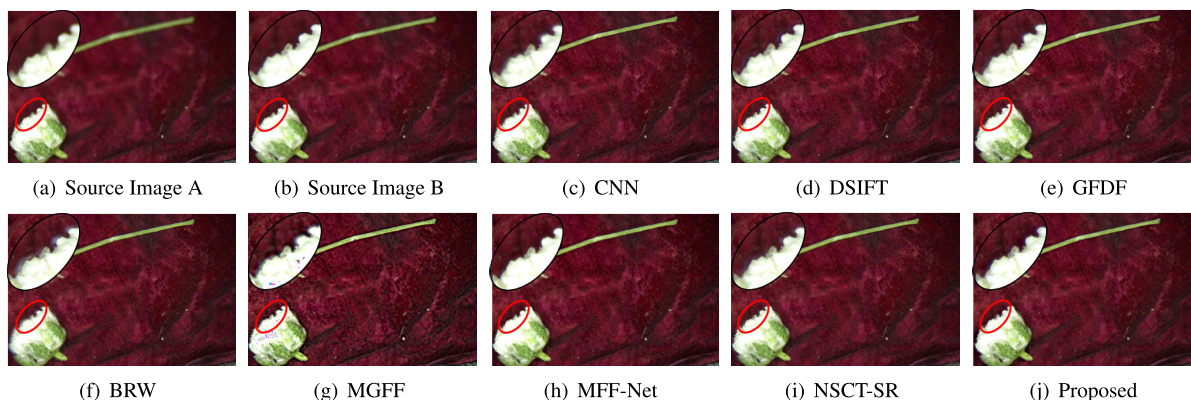 (a) Source Image A
(b) Source Image B
(c) CNN
(d) DSIFT
(e) GFDF
(f) BRW
(g) MGFF
(h) MFF-Net
(i) NSCT-SR
(j) Proposed